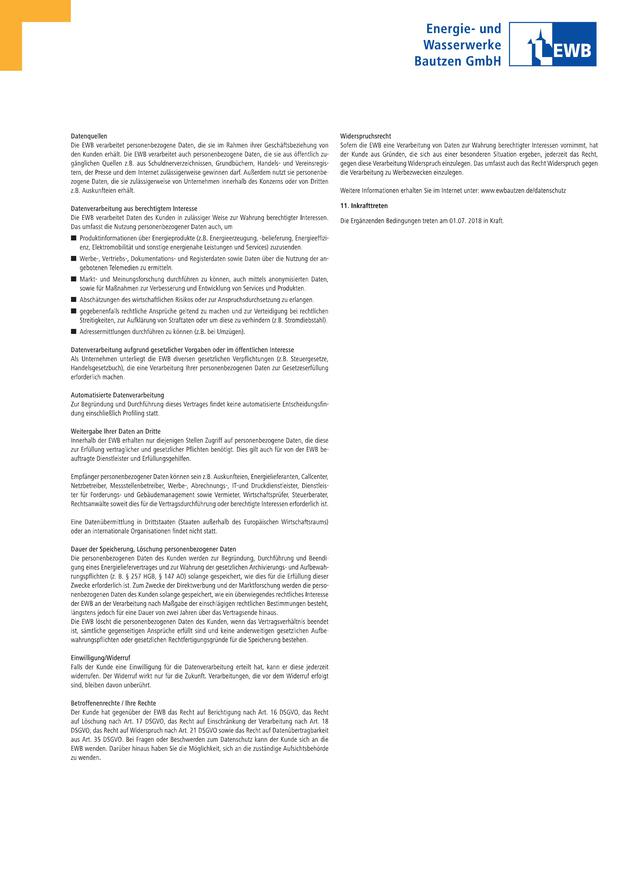 Energie- und
Wasserwerke
Bautzen GmbH
EWB
Datenquellen
Die EWB verarbeitet personenbezogene Daten, die sie im Rahmen ihrer Geschäftsbeziehung von
den Kunden erhält. Die EWB verarbeitet auch personenbezogene Daten, die sie aus öffentlich zu-
gänglichen Quellen z.B. aus Schuldnerverzeichnissen, Grundbüchern, Handels- und Vereinsregis-
tern, der Presse und dem Internet zulässigerweise gewinnen darf. Außerdem nutzt sie personenbe-
zogene Daten, die sie zulässigerweise von Unternehmen innerhalb des Konzerns oder von Dritten
z.B. Auskunfteien erhält.
Datenverarbeitung aus berechtigtem Interesse
Die EWB verarbeitet Daten des Kunden in zulässiger Weise zur Wahrung berechtigter Interessen.
Das umfasst die Nutzung personenbezogener Daten auch, um
■ Produktinformationen über Energieprodukte (z.B. Energieerzeugung, -belieferung, Energieeffizi-
enz, Elektromobilität und sonstige energienahe Leistungen und Services) zuzusenden.
■ Werbe-, Vertriebs-, Dokumentations- und Registerdaten sowie Daten über die Nutzung der an-
gebotenen Telemedien zu ermitteln.
■ Markt- und Meinungsforschung durchführen zu können, auch mittels anonymisierten Daten,
sowie für Maßnahmen zur Verbesserung und Entwicklung von Services und Produkten.
■ Abschätzungen des wirtschaftlichen Risikos oder zur Anspruchsdurchsetzung zu erlangen.
■ gegebenenfalls rechtliche Ansprüche geltend zu machen und zur Verteidigung bei rechtlichen
Streitigkeiten, zur Aufklärung von Straftaten oder um diese zu verhindern (z.B. Stromdiebstahl).
■ Adressermittlungen durchführen zu können (z.B. bei Umzügen).
Datenverarbeitung aufgrund gesetzlicher Vorgaben oder im öffentlichen Interesse
Als Unternehmen unterliegt die EWB diversen gesetzlichen Verpflichtungen (z.B. Steuergesetze,
Handelsgesetzbuch), die eine Verarbeitung Ihrer personenbezogenen Daten zur Gesetzeserfüllung
erforderlich machen.
Automatisierte Datenverarbeitung
Zur Begründung und Durchführung dieses Vertrages findet keine automatisierte Entscheidungsfin-
dung einschließlich Profiling statt.
Weitergabe Ihrer Daten an Dritte
Innerhalb der EWB erhalten nur diejenigen Stellen Zugriff auf personenbezogene Daten, die diese
zur Erfüllung vertraglicher und gesetzlicher Pflichten benötigt. Dies gilt auch für von der EWB be-
auftragte Dienstleister und Erfüllungsgehilfen.
Empfänger personenbezogener Daten können sein z.B. Auskunfteien, Energielieferanten, Callcenter,
Netzbetreiber, Messstellenbetreiber, Werbe-, Abrechnungs-, IT-und Druckdienstleister, Dienstleis-
ter für Forderungs- und Gebäudemanagement sowie Vermieter, Wirtschaftsprüfer, Steuerberater,
Rechtsanwälte soweit dies für die Vertragsdurchführung oder berechtigte Interessen erforderlich ist.
Eine Datenübermittlung in Drittstaaten (Staaten außerhalb des Europäischen Wirtschaftsraums)
oder an internationale Organisationen findet nicht statt.
Dauer der Speicherung, Löschung personenbezogener Daten
Die personenbezogenen Daten des Kunden werden zur Begründung, Durchführung und Beendi-
gung eines Energieliefervertrages und zur Wahrung der gesetzlichen Archivierungs- und Aufbewah-
rungspflichten (z. B. § 257 HGB, § 147 AO) solange gespeichert, wie dies für die Erfüllung dieser
Zwecke erforderlich ist. Zum Zwecke der Direktwerbung und der Marktforschung werden die perso-
nenbezogenen Daten des Kunden solange gespeichert, wie ein überwiegendes rechtliches Interesse
der EWB an der Verarbeitung nach Maßgabe der einschlägigen rechtlichen Bestimmungen besteht,
längstens jedoch für eine Dauer von zwei Jahren über das Vertragsende hinaus.
Die EWB löscht die personenbezogenen Daten des Kunden, wenn das Vertragsverhältnis beendet
ist, sämtliche gegenseitigen Ansprüche erfüllt sind und keine anderweitigen gesetzlichen Aufbe-
wahrungspflichten oder gesetzlichen Rechtfertigungsgründe für die Speicherung bestehen.
Einwilligung/Widerruf
Falls der Kunde eine Einwilligung für die Datenverarbeitung erteilt hat, kann er diese jederzeit
widerrufen. Der Widerruf wirkt nur für die Zukunft. Verarbeitungen, die vor dem Widerruf erfolgt
sind, bleiben davon unberührt.
Betroffenenrechte / Ihre Rechte
Der Kunde hat gegenüber der EWB das Recht auf Berichtigung nach Art. 16 DSGVO, das Recht
auf Löschung nach Art. 17 DSGVO, das Recht auf Einschränkung der Verarbeitung nach Art. 18
DSGVO, das Recht auf Widerspruch nach Art. 21 DSGVO sowie das Recht auf Datenübertragbarkeit
aus Art. 35 DSGVO. Bei Fragen oder Beschwerden zum Datenschutz kann der Kunde sich an die
EWB wenden. Darüber hinaus haben Sie die Möglichkeit, sich an die zuständige Aufsichtsbehörde
zu wenden.
Widerspruchsrecht
Sofern die EWB eine Verarbeitung von Daten zur Wahrung berechtigter Interessen vornimmt, hat
der Kunde aus Gründen, die sich aus einer besonderen Situation ergeben, jederzeit das Recht,
gegen diese Verarbeitung Widerspruch einzulegen. Das umfasst auch das Recht Widerspruch gegen
die Verarbeitung zu Werbezwecken einzulegen.
Weitere Informationen erhalten Sie im Internet unter: www.ewbautzen.de/datenschutz
11. Inkrafttreten
Die Ergänzenden Bedingungen treten am 01.07. 2018 in Kraft.